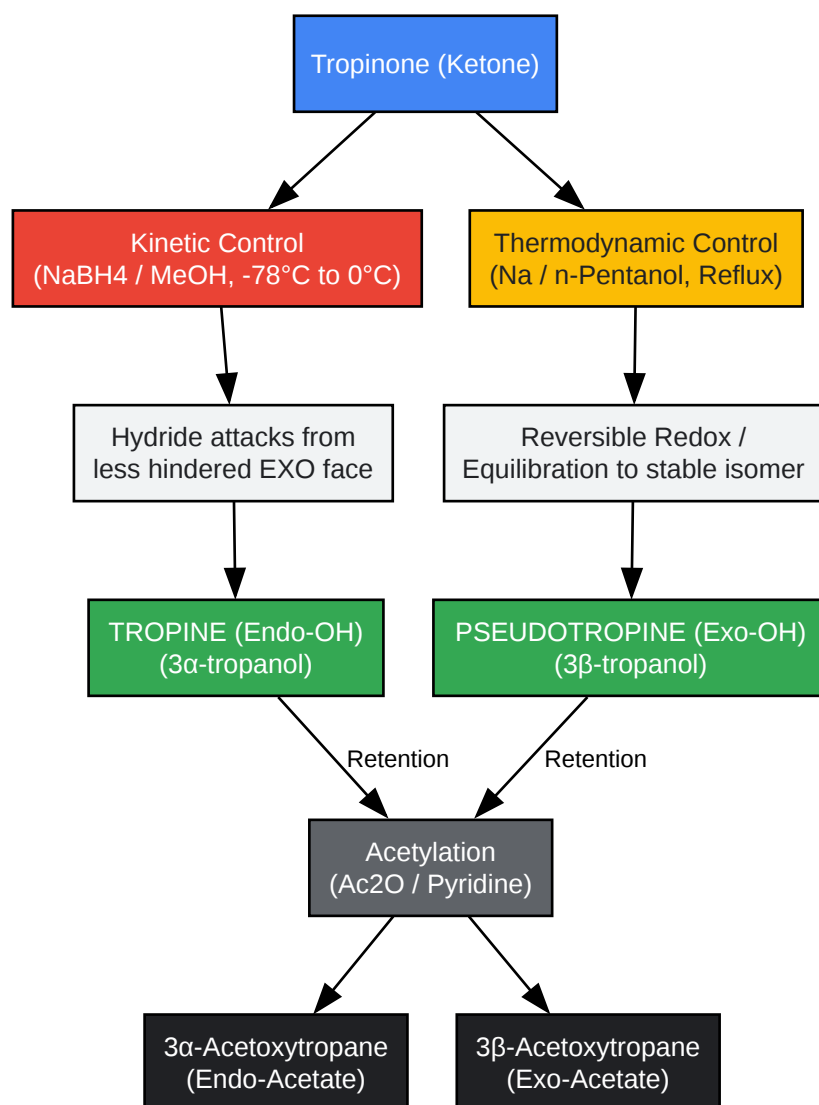 Tropinone (Ketone)
Kinetic Control
(NaBH4 / MeOH, -78°C to 0°C)
Thermodynamic Control
(Na / n-Pentanol, Reflux)
Hydride attacks from
less hindered EXO face
Reversible Redox /
Equilibration to stable isomer
TROPINE (Endo-OH)
(3α-tropanol)
PSEUDOTROPINE (Exo-OH)
(3β-tropanol)
Retention
Retention
Acetylation
(Ac2O / Pyridine)
3α-Acetoxytropane
(Endo-Acetate)
3β-Acetoxytropane
(Exo-Acetate)